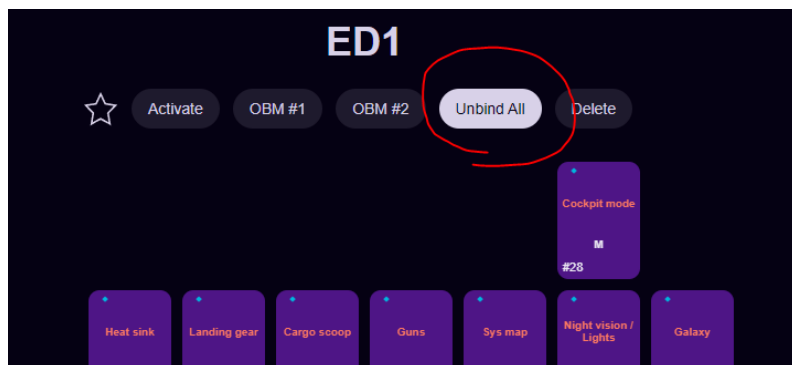 ED1
Activate OBM #1 OBM #2 Unbind All Delete
Cockpit mode
M
#28
Heat sink Landing gear Cargo scoop Guns Sys map Night vision / Galaxy
Lights